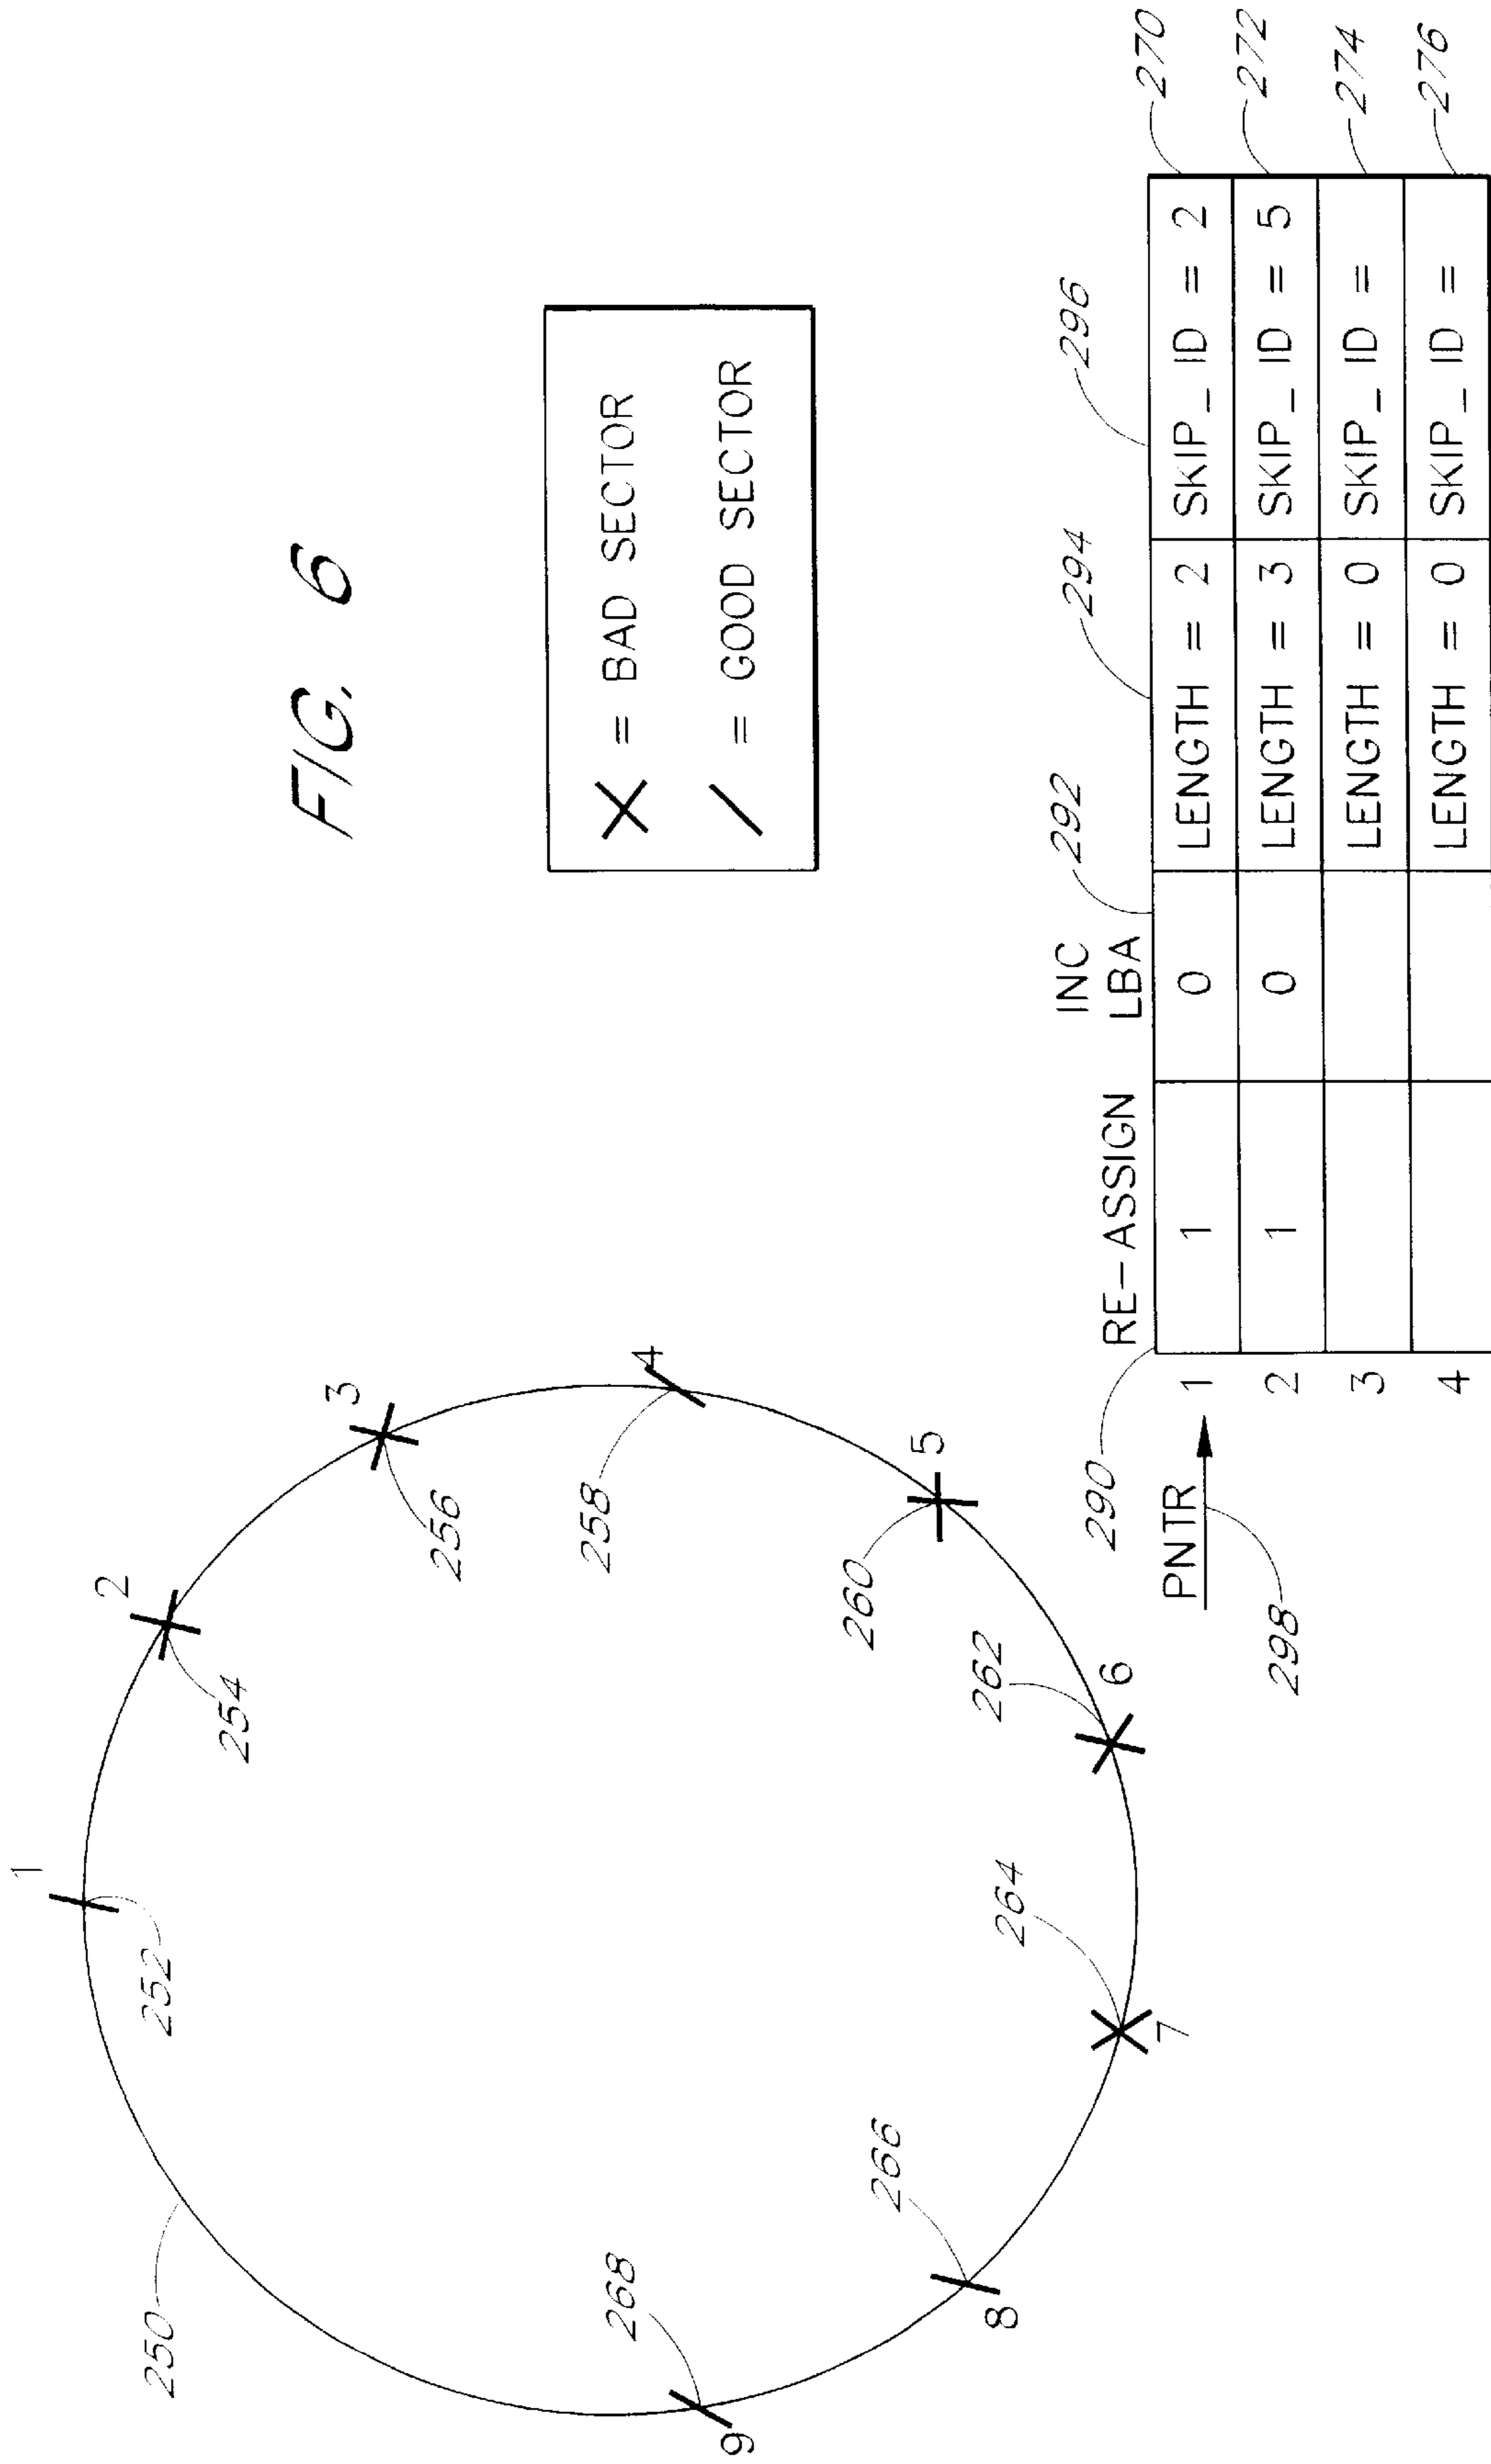 FIG. 6
X = BAD SECTOR
/ = GOOD SECTOR
250
1
252
2
254
3
256
4
258
5
260
6
262
7
264
8
266
9
268
RE-ASSIGN
INC
LBA
290
292
294
296
PNTR
298
1 1 0 LENGTH = 2 SKIP_ID = 2 270
2 1 0 LENGTH = 3 SKIP_ID = 5 272
3 LENGTH = 0 SKIP_ID = 274
4 LENGTH = 0 SKIP_ID = 276